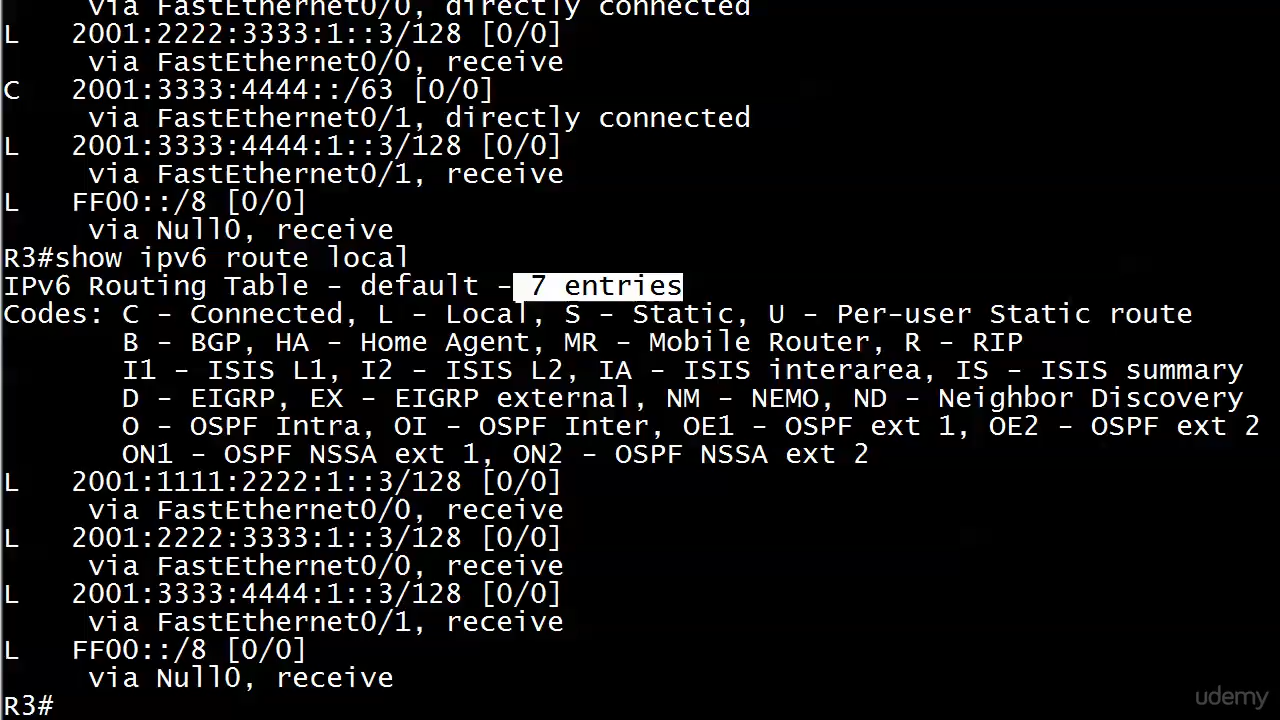 via FastEthernet0/0, directly connected
L 2001:2222:3333:1::3/128 [0/0]
via FastEthernet0/0, receive
C 2001:3333:4444::/63 [0/0]
via FastEthernet0/1, directly connected
L 2001:3333:4444:1::3/128 [0/0]
via FastEthernet0/1, receive
L FF00::/8 [0/0]
via Null0, receive
R3#show ipv6 route local
IPv6 Routing Table - default - 7 entries
Codes: C - Connected, L - Local, S - Static, U - Per-user Static route
B - BGP, HA - Home Agent, MR - Mobile Router, R - RIP
I1 - ISIS L1, I2 - ISIS L2, IA - ISIS interarea, IS - ISIS summary
D - EIGRP, EX - EIGRP external, NM - NEMO, ND - Neighbor Discovery
O - OSPF Intra, OI - OSPF Inter, OE1 - OSPF ext 1, OE2 - OSPF ext 2
ON1 - OSPF NSSA ext 1, ON2 - OSPF NSSA ext 2
L 2001:1111:2222:1::3/128 [0/0]
via FastEthernet0/0, receive
L 2001:2222:3333:1::3/128 [0/0]
via FastEthernet0/0, receive
L 2001:3333:4444:1::3/128 [0/0]
via FastEthernet0/1, receive
L FF00::/8 [0/0]
via Null0, receive
R3#
udemy